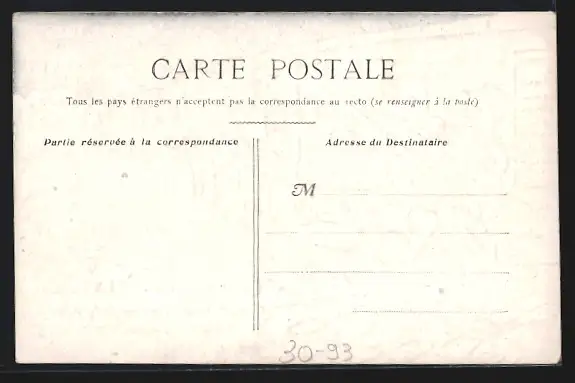 CARTE POSTALE
Tous les pays étrangers n'acceptent pas la correspondance au recto (se renseigner à la Poste)
Partie réservée à la correspondance
Adresse du Destinataire
M
30-93